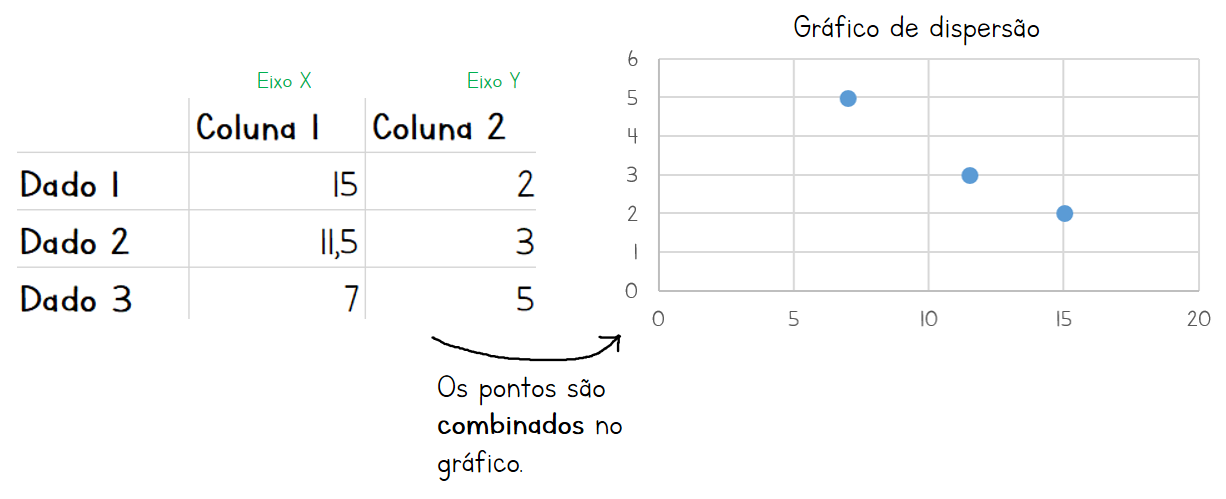 Gráfico de dispersão
Eixo X Eixo Y
Coluna 1 Coluna 2
Dado 1 15 2
Dado 2 11,5 3
Dado 3 7 5
6
5
4
3
2
1
0
0 5 10 15 20
Os pontos são
combinados no
gráfico.